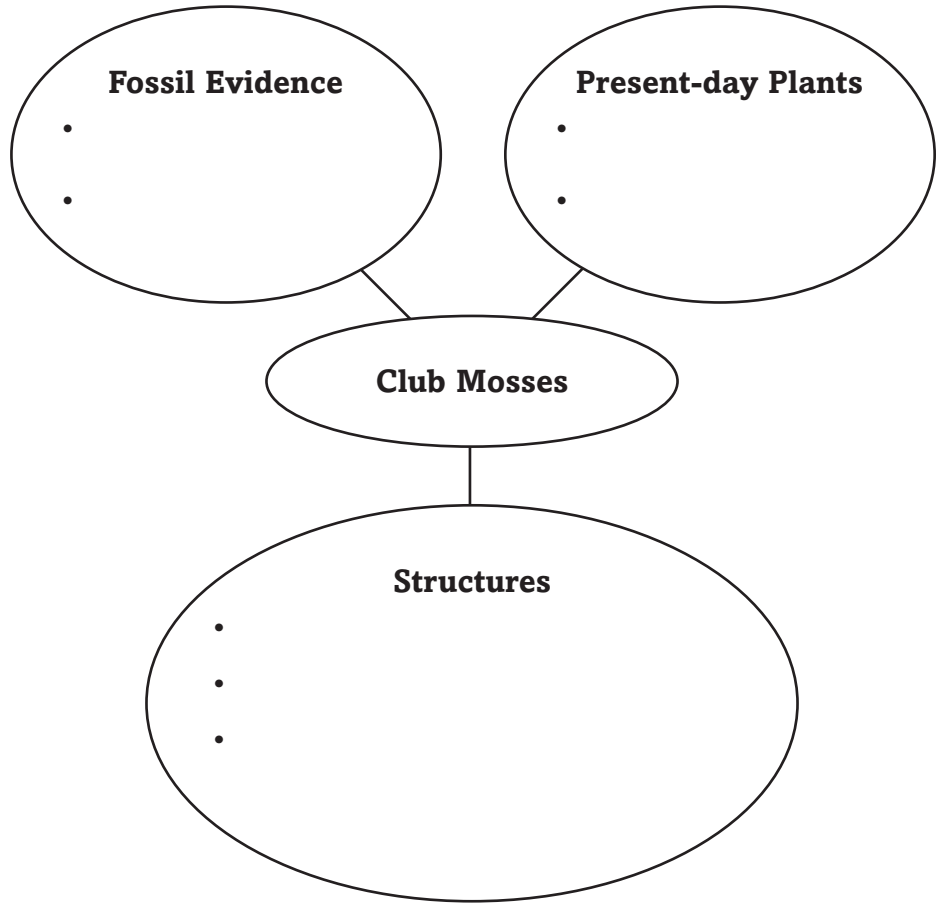 Fossil Evidence
•
•
Present-day Plants
•
•
Club Mosses
Structures
•
•
•